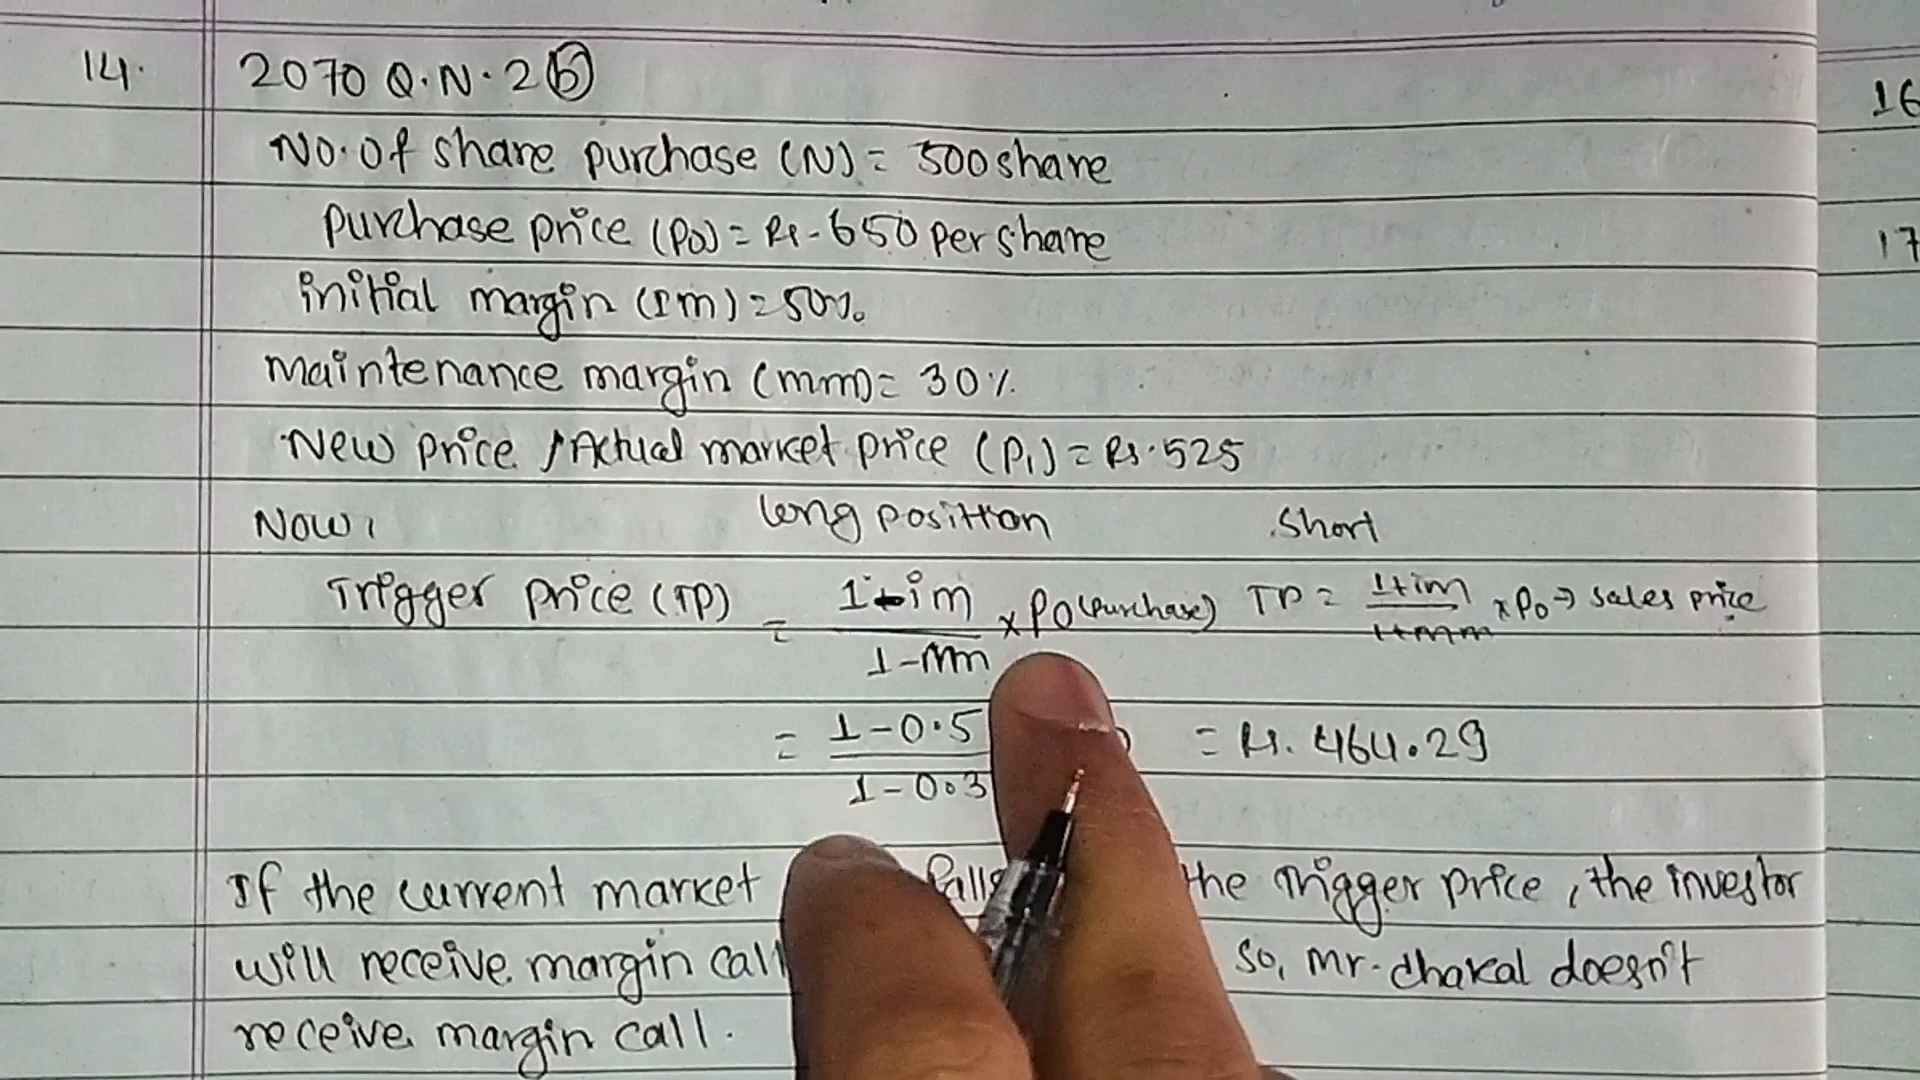 14. 2070 Q.N.2(b)
16
No. of share purchase (N) = 500 share
purchase price (P0) = Rs. 650 per share
17
initial margin (Im) = 50%
Maintenance margin (mm) = 30%
New price / Actual market price (P1) = Rs. 525
Now, long position short
Trigger price (TP) = 1-im / 1-mm x P0 (purchase) TP = 1+im / 1+mm x P0 → sales price
= 1-0.5 / 1-0.3 = Rs. 464.29
If the current market falls the trigger price, the investor
will receive margin call so, Mr. dhakal doesn't
receive margin call.